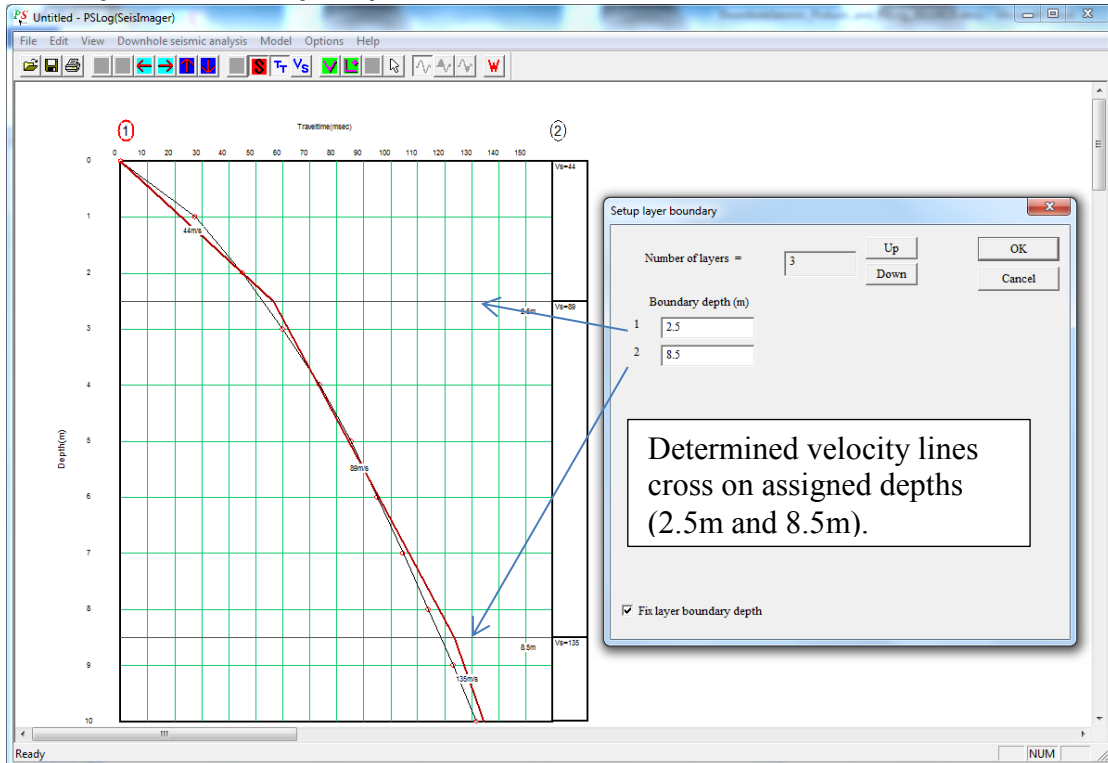 PS Untitled - PSLog(SeisImager)
File Edit View Downhole seismic analysis Model Options Help
S TT Vs W
1 Traveltime(msec) 2
0 10 20 30 40 50 60 70 80 90 100 110 120 130 140 150
0
Vs=44
1
44m/s
2
2.5m Vs=89
3
4
5
Depth(m)
89m/s
6
7
8
8.5m Vs=135
9
135m/s
10
Setup layer boundary
Number of layers = 3 Up OK
Down Cancel
Boundary depth (m)
1 2.5
2 8.5
Determined velocity lines
cross on assigned depths
(2.5m and 8.5m).
Fix layer boundary depth
Ready NUM